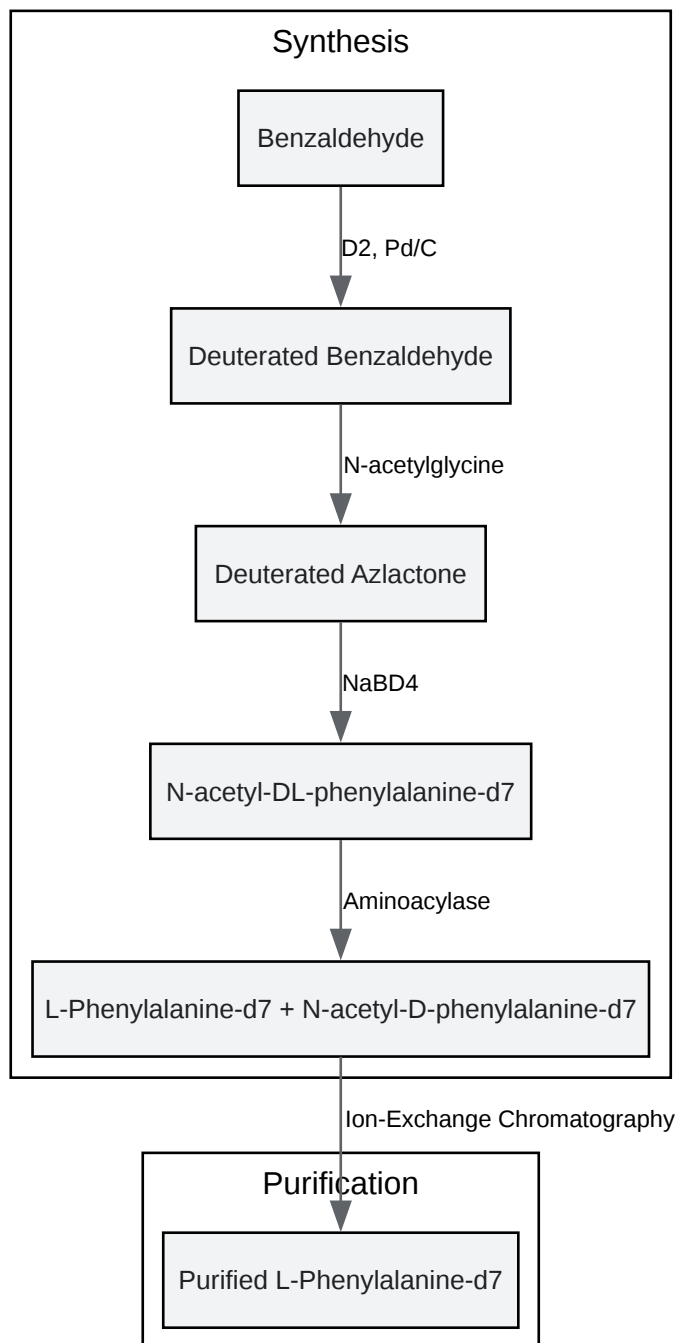 Synthesis
Benzaldehyde
D2, Pd/C
Deuterated Benzaldehyde
N-acetylglycine
Deuterated Azlactone
NaBD4
N-acetyl-DL-phenylalanine-d7
Aminoacylase
L-Phenylalanine-d7 + N-acetyl-D-phenylalanine-d7
Ion-Exchange Chromatography
Purification
Purified L-Phenylalanine-d7